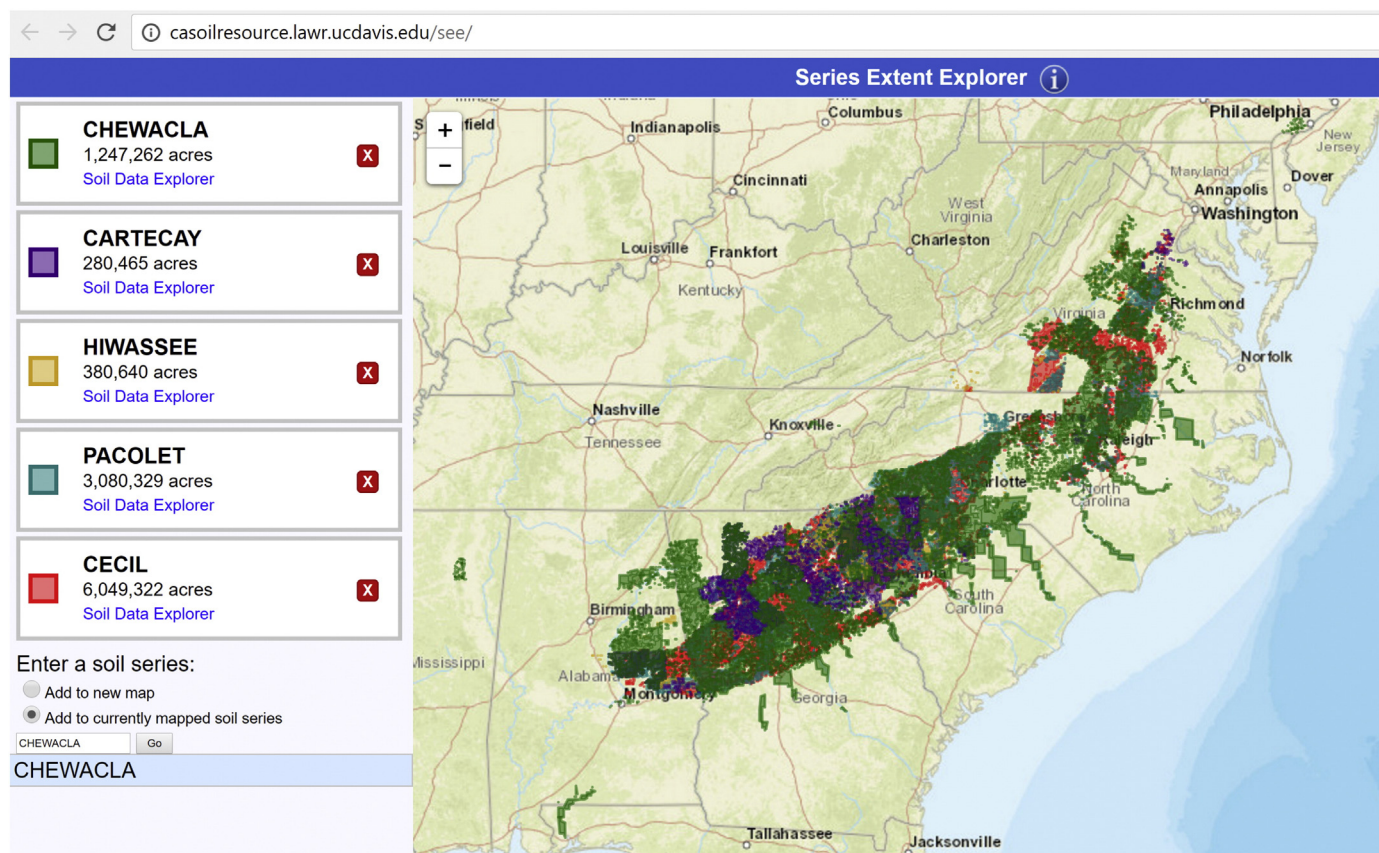 casoilresource.lawr.ucdavis.edu/see/
Series Extent Explorer i
CHEWACLA
1,247,262 acres
X
Soil Data Explorer
CARTECAY
280,465 acres
X
Soil Data Explorer
HIWASSEE
380,640 acres
X
Soil Data Explorer
PACOLET
3,080,329 acres
X
Soil Data Explorer
CECIL
6,049,322 acres
X
Soil Data Explorer
Enter a soil series:
Add to new map
Add to currently mapped soil series
CHEWACLA
Go
CHEWACLA
+
−
Indianapolis
Columbus
Philadelphia
New
Jersey
Cincinnati
Maryland
Dover
Annapolis
West
Virginia
Washington
Charleston
Louisville
Frankfort
Kentucky
Virginia
Richmond
Norfolk
Nashville
Tennessee
Knoxville
North
Carolina
South
Carolina
Birmingham
Mississippi
Alabama
Montgomery
Georgia
Tallahassee
Jacksonville